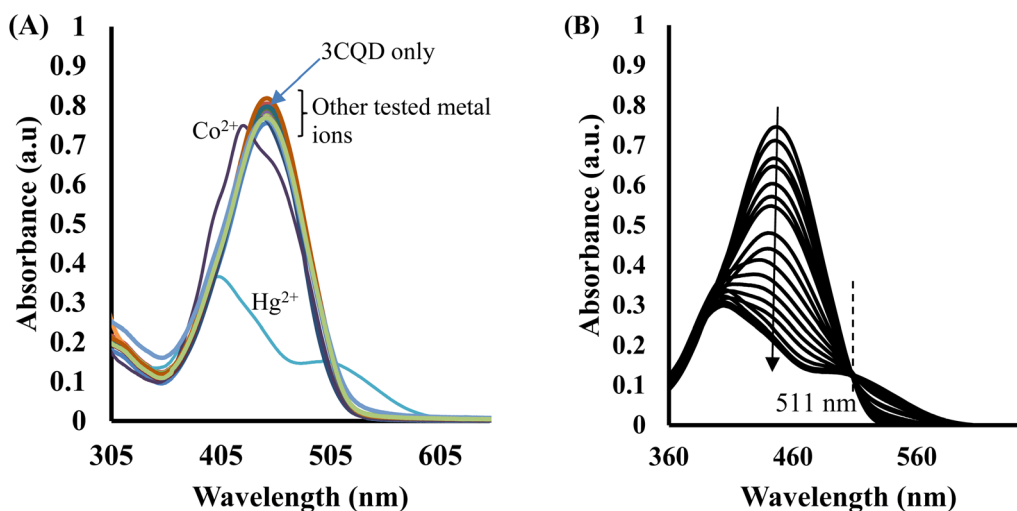 (A)
Absorbance (a.u)
1
0.9
0.8
0.7
0.6
0.5
0.4
0.3
0.2
0.1
0
3CQD only
Other tested metal
ions
Co²⁺
Hg²⁺
305
405
505
605
Wavelength (nm)
(B)
Absorbance (a.u.)
1
0.9
0.8
0.7
0.6
0.5
0.4
0.3
0.2
0.1
0
511 nm
360
460
560
Wavelength (nm)